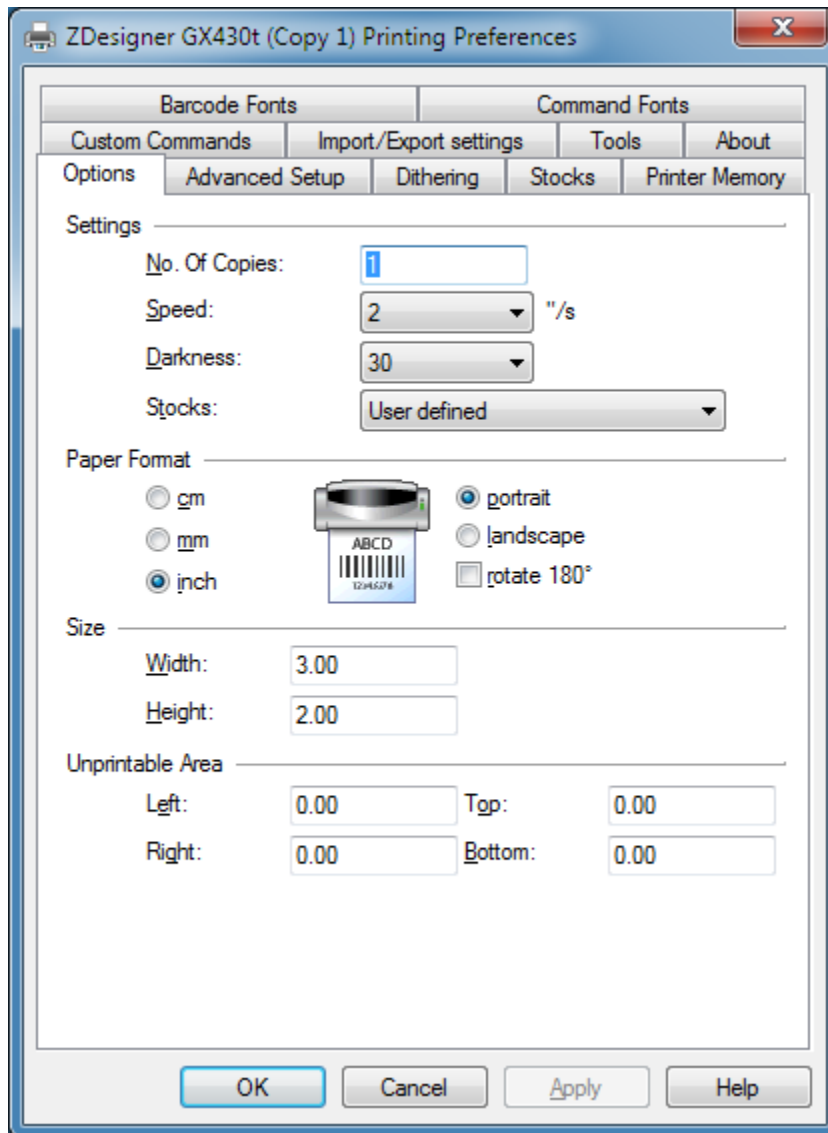 ZDesigner GX430t (Copy 1) Printing Preferences
Barcode Fonts Command Fonts
Custom Commands Import/Export settings Tools About
Options Advanced Setup Dithering Stocks Printer Memory
Settings
No. Of Copies: 1
Speed: 2 "/s
Darkness: 30
Stocks: User defined
Paper Format
cm portrait
mm landscape
inch rotate 180°
ABCD
12345678
Size
Width: 3.00
Height: 2.00
Unprintable Area
Left: 0.00 Top: 0.00
Right: 0.00 Bottom: 0.00
OK Cancel Apply Help